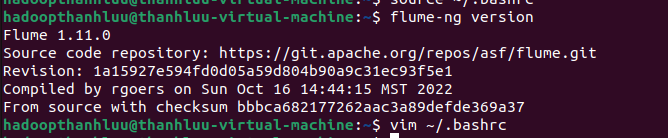 hadoopthanhluu@thanhluu-virtual-machine:~$ source ~/.bashrc
hadoopthanhluu@thanhluu-virtual-machine:~$ flume-ng version
Flume 1.11.0
Source code repository: https://git.apache.org/repos/asf/flume.git
Revision: 1a15927e594fd0d05a59d804b90a9c31ec93f5e1
Compiled by rgoers on Sun Oct 16 14:44:15 MST 2022
From source with checksum bbbca682177262aac3a89defde369a37
hadoopthanhluu@thanhluu-virtual-machine:~$ vim ~/.bashrc